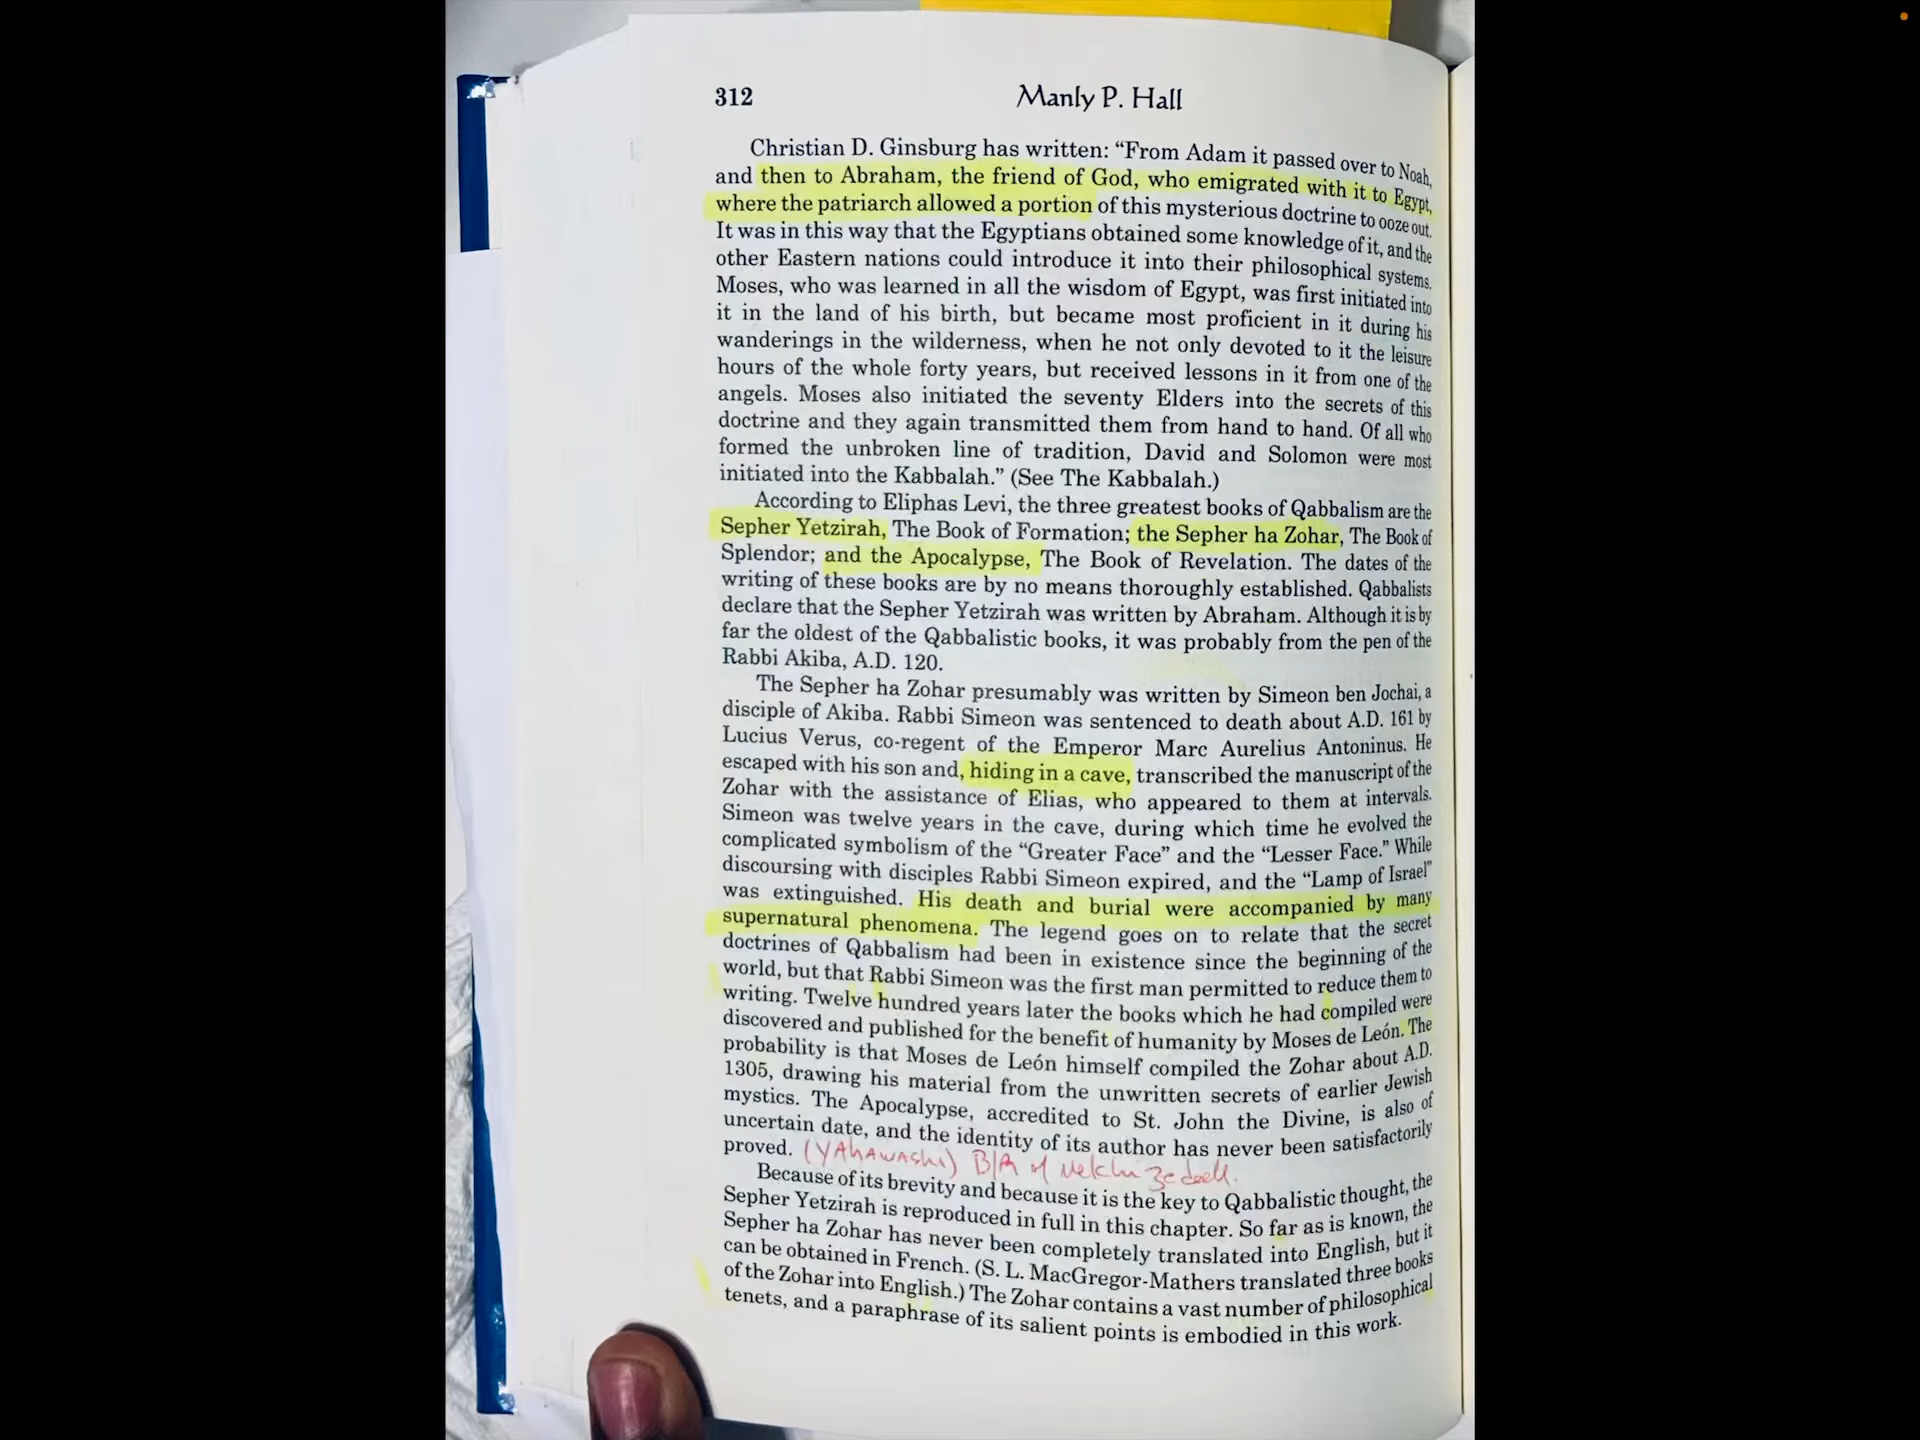 312
Manly P. Hall
Christian D. Ginsburg has written: “From Adam it passed over to Noah,
and then to Abraham, the friend of God, who emigrated with it to Egypt,
where the patriarch allowed a portion of this mysterious doctrine to ooze out.
It was in this way that the Egyptians obtained some knowledge of it, and the
other Eastern nations could introduce it into their philosophical systems.
Moses, who was learned in all the wisdom of Egypt, was first initiated into
it in the land of his birth, but became most proficient in it during his
wanderings in the wilderness, when he not only devoted to it the leisure
hours of the whole forty years, but received lessons in it from one of the
angels. Moses also initiated the seventy Elders into the secrets of this
doctrine and they again transmitted them from hand to hand. Of all who
formed the unbroken line of tradition, David and Solomon were most
initiated into the Kabbalah.” (See The Kabbalah.)
According to Eliphas Levi, the three greatest books of Qabbalism are the
Sepher Yetzirah, The Book of Formation; the Sepher ha Zohar, The Book of
Splendor; and the Apocalypse, The Book of Revelation. The dates of the
writing of these books are by no means thoroughly established. Qabbalists
declare that the Sepher Yetzirah was written by Abraham. Although it is by
far the oldest of the Qabbalistic books, it was probably from the pen of the
Rabbi Akiba, A.D. 120.
The Sepher ha Zohar presumably was written by Simeon ben Jochai, a
disciple of Akiba. Rabbi Simeon was sentenced to death about A.D. 161 by
Lucius Verus, co-regent of the Emperor Marc Aurelius Antoninus. He
escaped with his son and, hiding in a cave, transcribed the manuscript of the
Zohar with the assistance of Elias, who appeared to them at intervals.
Simeon was twelve years in the cave, during which time he evolved the
complicated symbolism of the “Greater Face” and the “Lesser Face.” While
discoursing with disciples Rabbi Simeon expired, and the “Lamp of Israel”
was extinguished. His death and burial were accompanied by many
supernatural phenomena. The legend goes on to relate that the secret
doctrines of Qabbalism had been in existence since the beginning of the
world, but that Rabbi Simeon was the first man permitted to reduce them to
writing. Twelve hundred years later the books which he had compiled were
discovered and published for the benefit of humanity by Moses de León. The
probability is that Moses de León himself compiled the Zohar about A.D.
1305, drawing his material from the unwritten secrets of earlier Jewish
mystics. The Apocalypse, accredited to St. John the Divine, is also of
uncertain date, and the identity of its author has never been satisfactorily
proved. (YAhAwAshi) of
Because of its brevity and because it is the key to Qabbalistic thought, the
Sepher Yetzirah is reproduced in full in this chapter. So far as is known, the
Sepher ha Zohar has never been completely translated into English, but it
can be obtained in French. (S. L. MacGregor-Mathers translated three books
of the Zohar into English.) The Zohar contains a vast number of philosophical
tenets, and a paraphrase of its salient points is embodied in this work.